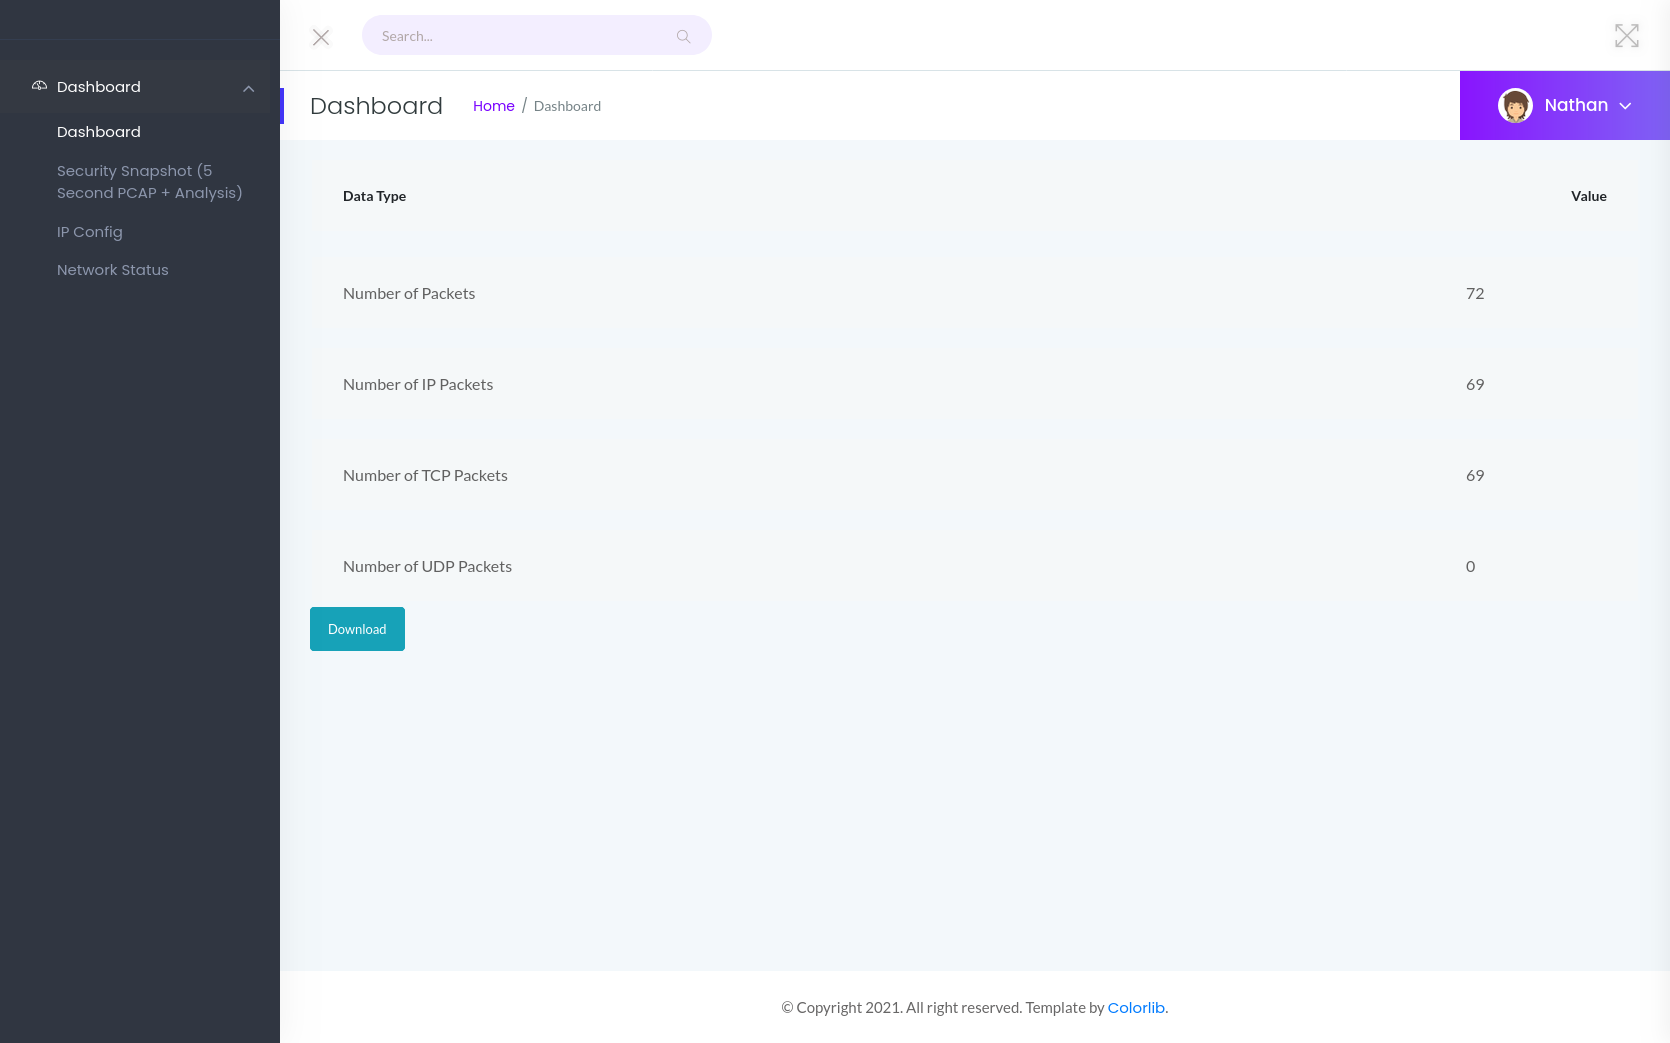 Search...
Dashboard
Dashboard
Security Snapshot (5
Second PCAP + Analysis)
IP Config
Network Status
Dashboard
Home / Dashboard
Nathan
Data Type Value
Number of Packets 72
Number of IP Packets 69
Number of TCP Packets 69
Number of UDP Packets 0
Download
© Copyright 2021. All right reserved. Template by Colorlib.